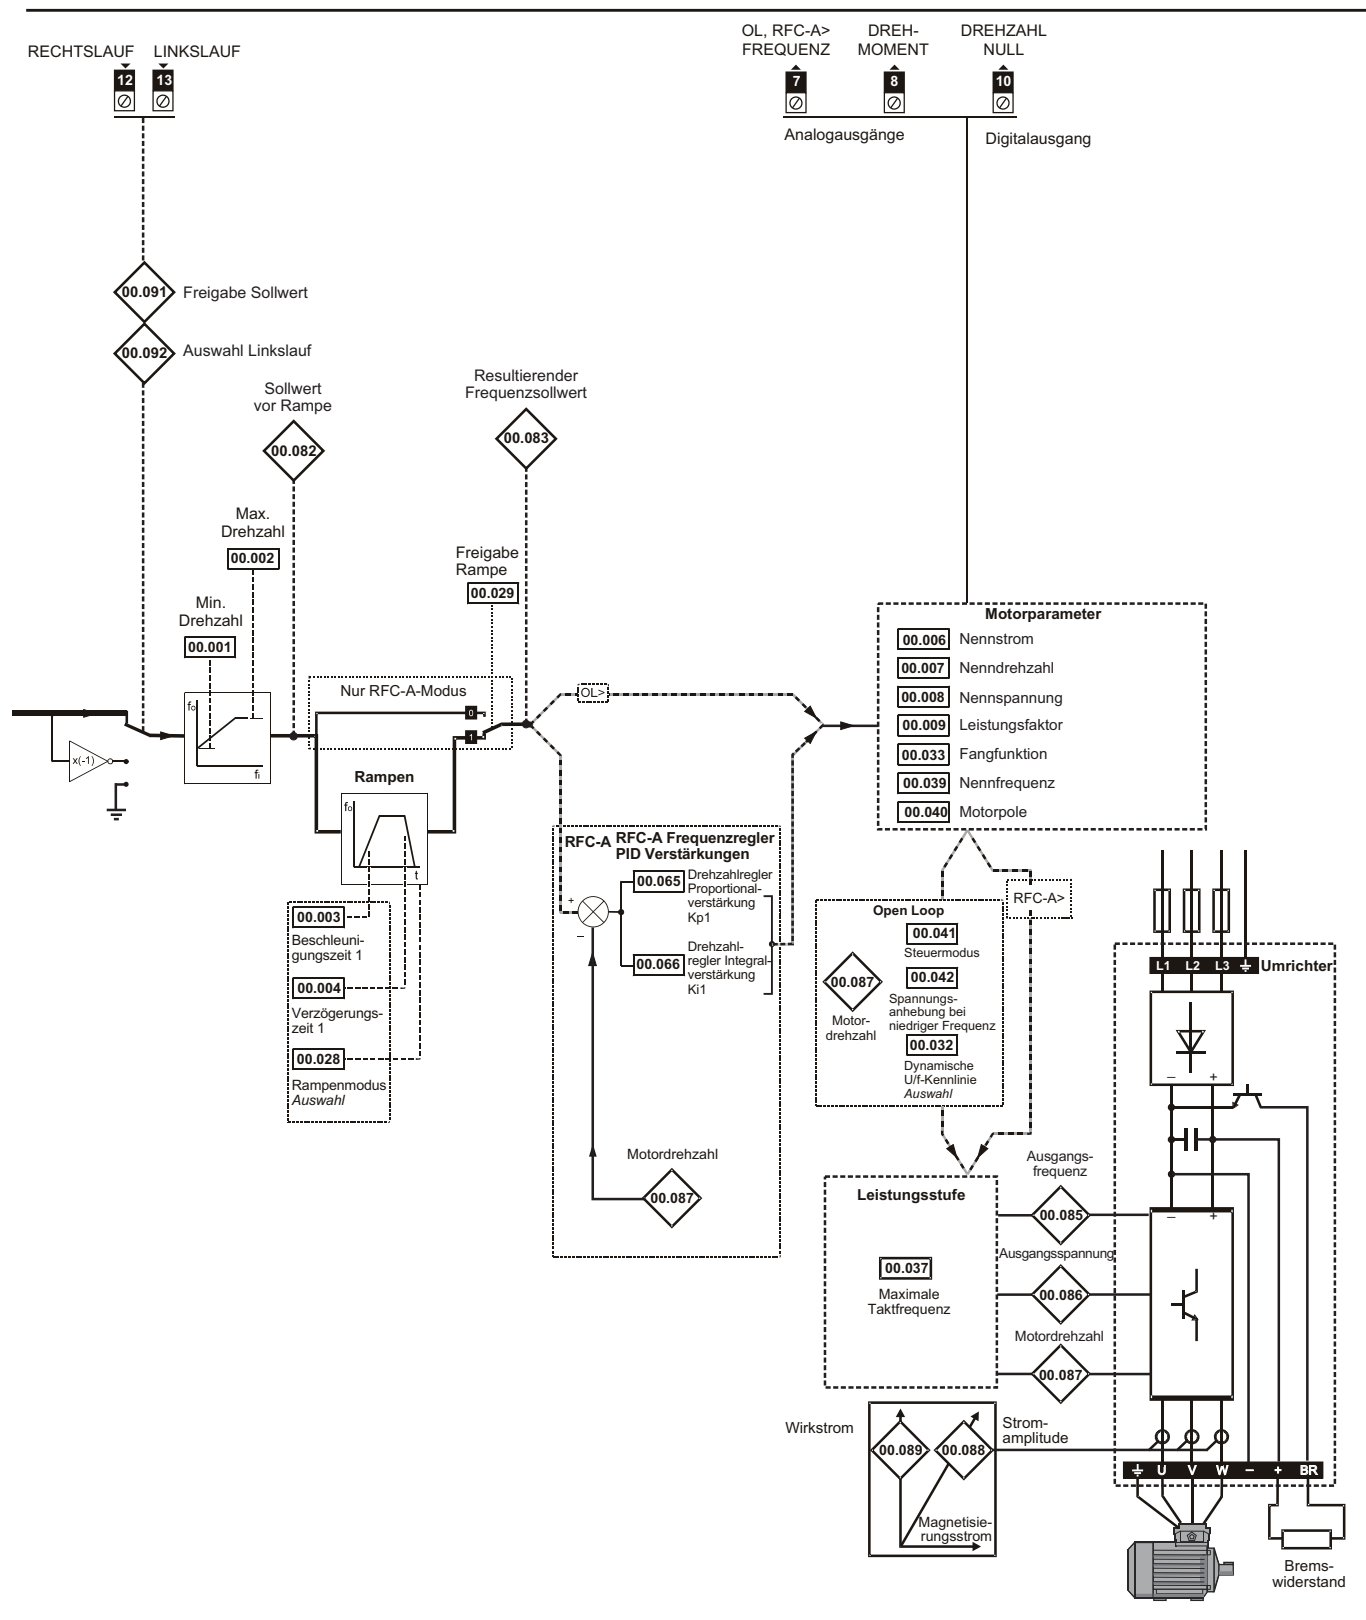 RECHTSLAUF LINKSLAUF
12 13
OL, RFC-A>
FREQUENZ
DREH-
MOMENT
DREHZAHL
NULL
7 8 10
Analogausgänge
Digitalausgang
00.091 Freigabe Sollwert
00.092 Auswahl Linkslauf
Sollwert
vor Rampe
00.082
Resultierender
Frequenzsollwert
00.083
Max.
Drehzahl
00.002
Min.
Drehzahl
00.001
Freigabe
Rampe
00.029
Nur RFC-A-Modus
0
1
fo
fi
x(-1)
Rampen
fo
t
00.003
Beschleuni-
gungszeit 1
00.004
Verzögerungs-
zeit 1
00.028
Rampenmodus
Auswahl
OL>
RFC-A
RFC-A Frequenzregler
PID Verstärkungen
+
–
00.065
Drehzahlregler
Proportional-
verstärkung
Kp1
00.066
Drehzahl-
regler Integral-
verstärkung
Ki1
Motordrehzahl
00.087
Motorparameter
00.006 Nennstrom
00.007 Nenndrehzahl
00.008 Nennspannung
00.009 Leistungsfaktor
00.033 Fangfunktion
00.039 Nennfrequenz
00.040 Motorpole
RFC-A>
Open Loop
00.041
Steuermodus
00.087
Motor-
drehzahl
00.042
Spannungs-
anhebung bei
niedriger Frequenz
00.032
Dynamische
U/f-Kennlinie
Auswahl
Leistungsstufe
00.037
Maximale
Taktfrequenz
Ausgangs-
frequenz
00.085
Ausgangsspannung
00.086
Motordrehzahl
00.087
Wirkstrom
00.089 00.088
Strom-
amplitude
Magnetisie-
rungsstrom
L1 L2 L3 Umrichter
– +
– +
U V W – + BR
Brems-
widerstand